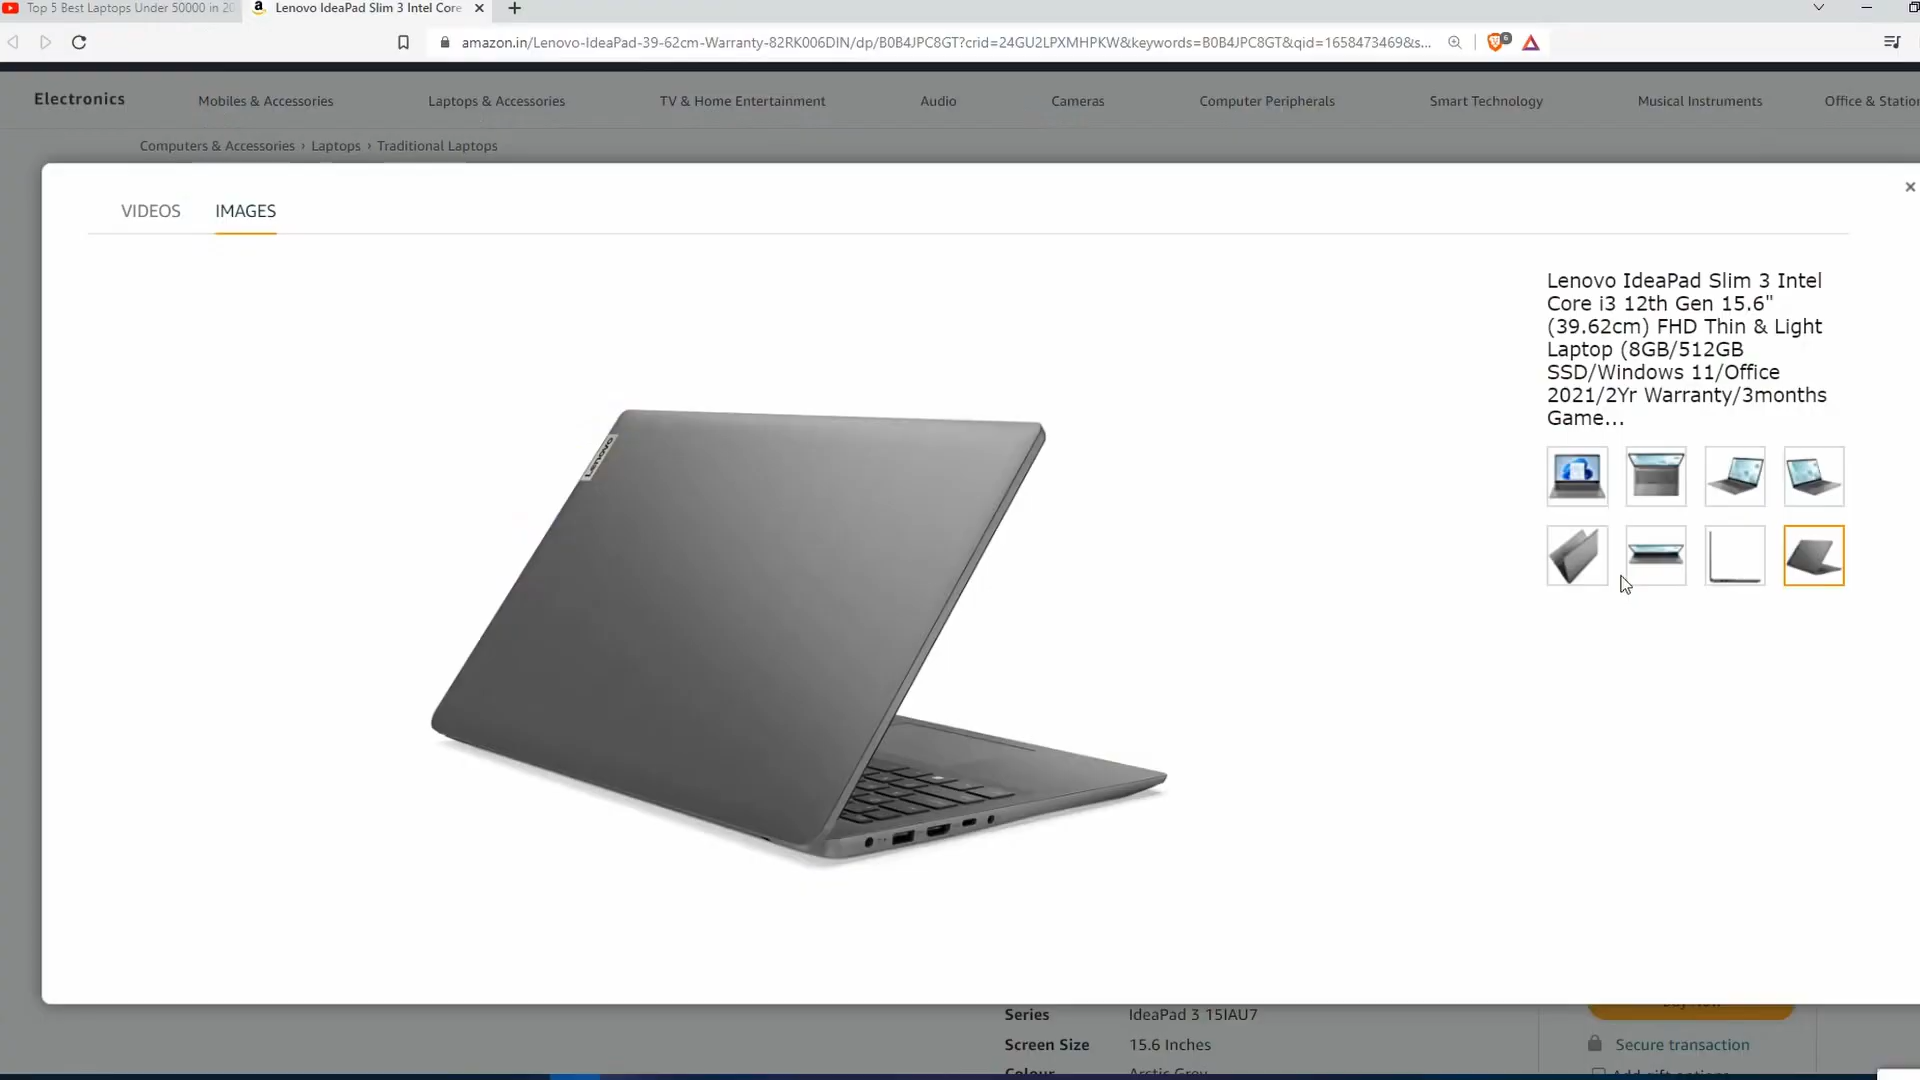 Top 5 Best Laptops Under 50000 in 20
Lenovo IdeaPad Slim 3 Intel Core
amazon.in/Lenovo-IdeaPad-39-62cm-Warranty-82RK006DIN/dp/B0B4JPC8GT?crid=24GU2LPXMHPKW&keywords=B0B4JPC8GT&qid=1658473469&s...
6
Electronics
Mobiles & Accessories
Laptops & Accessories
TV & Home Entertainment
Audio
Cameras
Computer Peripherals
Smart Technology
Musical Instruments
Office &
Computers & Accessories › Laptops › Traditional Laptops
VIDEOS
IMAGES
Lenovo IdeaPad Slim 3 Intel
Core i3 12th Gen 15.6"
(39.62cm) FHD Thin & Light
Laptop (8GB/512GB
SSD/Windows 11/Office
2021/2Yr Warranty/3months
Game...
Lenovo
Series
IdeaPad 3 15IAU7
Screen Size
15.6 Inches
Secure transaction